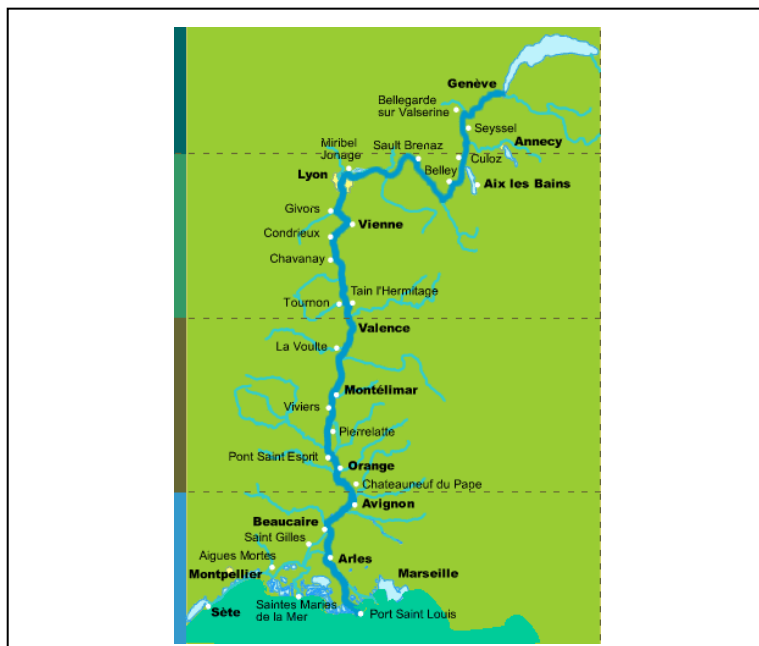 Genève
Bellegarde
sur Valserine
Seyssel
Annecy
Miribel
Jonage
Sault Brenaz
Culoz
Lyon
Belley
Aix les Bains
Givors
Vienne
Condrieux
Chavanay
Tain l'Hermitage
Tournon
Valence
La Voulte
Montélimar
Viviers
Pierrelatte
Pont Saint Esprit
Orange
Chateauneuf du Pape
Avignon
Beaucaire
Saint Gilles
Aigues Mortes
Arles
Montpellier
Marseille
Sète
Saintes Maries
de la Mer
Port Saint Louis